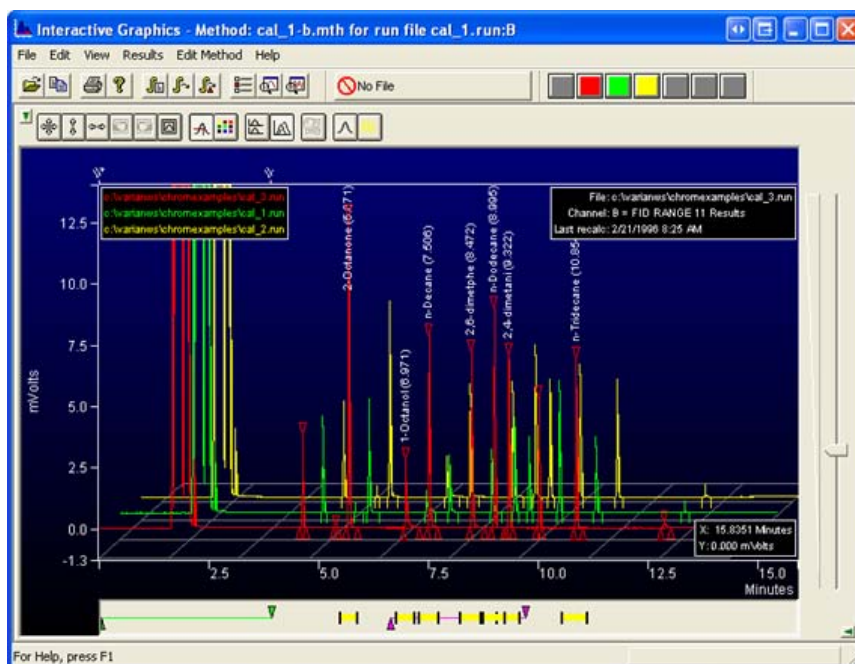 Interactive Graphics - Method: cal_1-b.mth for run file cal_1.run:B
File Edit View Results Edit Method Help
No File
c:\varianws\chromexamples\cal_3.run
c:\varianws\chromexamples\cal_1.run
c:\varianws\chromexamples\cal_2.run
File: c:\varianws\chromexamples\cal_3.run
Channel: B = FID RANGE 11 Results
Last recalc: 2/21/1996 8:25 AM
2-Octanone
1-Octanol (6.971)
n-Decane (7.506)
2,6-dimetphe (8.472)
n-Dodecane (8.995)
2,4-dimetani (9.322)
n-Tridecane (10.854
mVolts
12.5
10.0
7.5
5.0
2.5
0.0
-1.3
X: 15.8351 Minutes
Y: 0.000 mVolts
2.5 5.0 7.5 10.0 12.5 15.0
Minutes
For Help, press F1